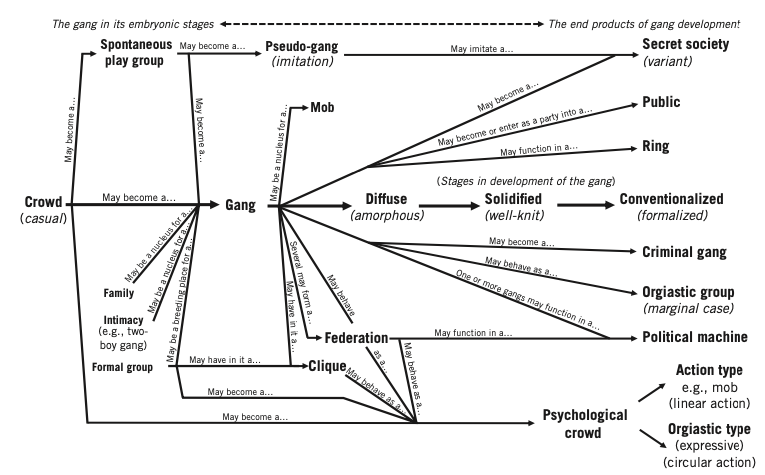 The gang in its embryonic stages
The end products of gang development
Spontaneous
play group
May become a...
Pseudo-gang
(imitation)
May imitate a...
Secret society
(variant)
May become a...
May become a...
May be a nucleus for a...
Mob
May become a...
May become or enter as a party into a...
Public
May function in a...
Ring
(Stages in development of the gang)
Crowd
(casual)
May become a...
Gang
Diffuse
(amorphous)
Solidified
(well-knit)
Conventionalized
(formalized)
May be a nucleus for a...
May be a nucleus for a...
May be a breeding place for a...
Family
Intimacy
(e.g., two-
boy gang)
Formal group
Several may form a...
May have in it a...
May behave
as a...
May become a...
Criminal gang
May behave as a...
Orgiastic group
(marginal case)
One or more gangs may function in a...
Federation
May function in a...
Political machine
May have in it a...
Clique
May behave as a...
May behave as a...
May become a...
May become a...
Psychological
crowd
Action type
e.g., mob
(linear action)
Orgiastic type
(expressive)
(circular action)